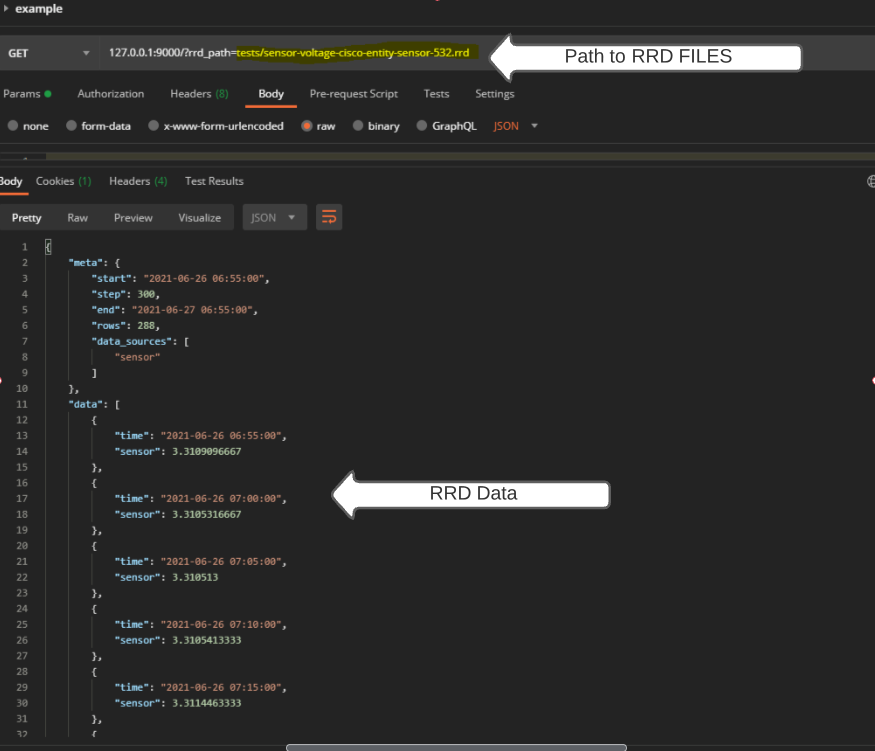 example
GET 127.0.0.1:9000/?rrd_path=tests/sensor-voltage-cisco-entity-sensor-532.rrd Path to RRD FILES
Params Authorization Headers (8) Body Pre-request Script Tests Settings
none form-data x-www-form-urlencoded raw binary GraphQL JSON
Body Cookies (1) Headers (4) Test Results
Pretty Raw Preview Visualize JSON
1 {
2 "meta": {
3 "start": "2021-06-26 06:55:00",
4 "step": 300,
5 "end": "2021-06-27 06:55:00",
6 "rows": 288,
7 "data_sources": [
8 "sensor"
9 ]
10 },
11 "data": [
12 {
13 "time": "2021-06-26 06:55:00",
14 "sensor": 3.3109096667
15 },
16 {
17 "time": "2021-06-26 07:00:00", RRD Data
18 "sensor": 3.3105316667
19 },
20 {
21 "time": "2021-06-26 07:05:00",
22 "sensor": 3.310513
23 },
24 {
25 "time": "2021-06-26 07:10:00",
26 "sensor": 3.3105413333
27 },
28 {
29 "time": "2021-06-26 07:15:00",
30 "sensor": 3.3114463333
31 },
32 {